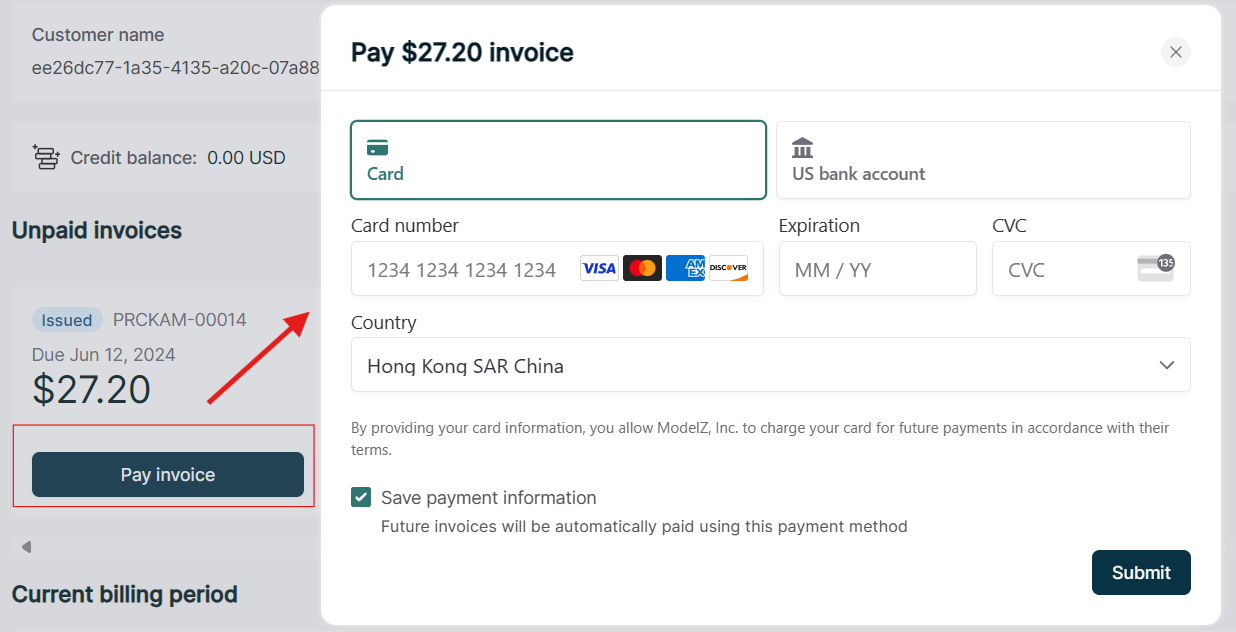 Customer name
ee26dc77-1a35-4135-a20c-07a88
Credit balance: 0.00 USD
Unpaid invoices
Issued PRCKAM-00014
Due Jun 12, 2024
$27.20
Pay invoice
Current billing period
Pay $27.20 invoice
Card
US bank account
Card number
Expiration
CVC
1234 1234 1234 1234
VISA
AMEX
DISCOVER
MM / YY
CVC
135
Country
Hong Kong SAR China
By providing your card information, you allow ModelZ, Inc. to charge your card for future payments in accordance with their
terms.
Save payment information
Future invoices will be automatically paid using this payment method
Submit